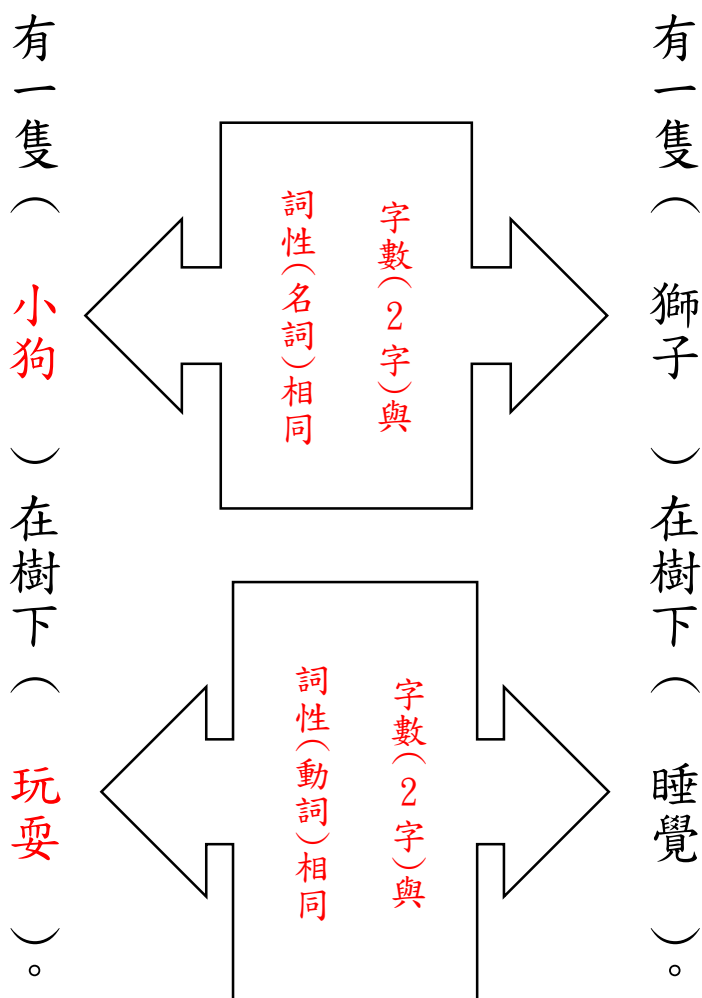 有一隻（獅子）在樹下（睡覺）。
字數（2字）與
詞性（名詞）相同
字數（2字）與
詞性（動詞）相同
有一隻（小狗）在樹下（玩耍）。